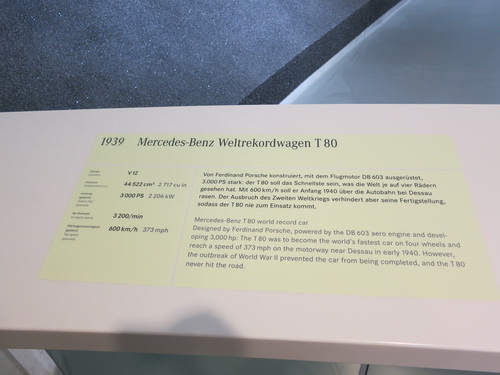 1939 Mercedes-Benz Weltrekordwagen T 80
V 12
44 522 cm³ 2.717 cu in
3 000 PS 2 206 kW
3 200/min
600 km/h 373 mph
Von Ferdinand Porsche konstruiert, mit dem Flugmotor DB 603 ausgerüstet,
3 000 PS stark: der T 80 soll das Schnellste sein, was die Welt je auf vier Rädern
gesehen hat. Mit 600 km/h soll er Anfang 1940 über die Autobahn bei Dessau
rasen. Der Ausbruch des Zweiten Weltkriegs verhindert aber seine Fertigstellung,
sodass der T 80 nie zum Einsatz kommt.
Mercedes-Benz T 80 world record car
Designed by Ferdinand Porsche, powered by the DB 603 aero engine and devel-
oping 3,000 hp: The T 80 was to become the world's fastest car on four wheels and
reach a speed of 373 mph on the motorway near Dessau in early 1940. However,
the outbreak of World War II prevented the car from being completed, and the T 80
never hit the road.